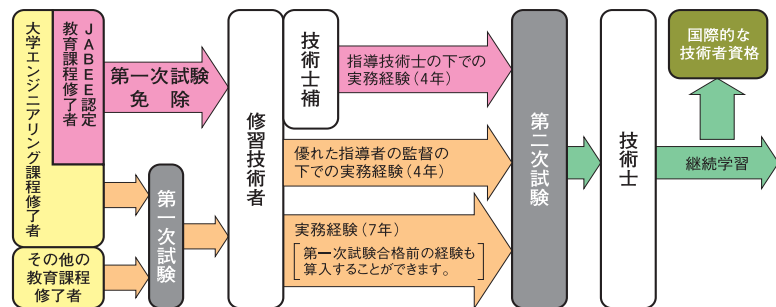 大学エンジニアリング課程修了者
JABEE認定
教育課程修了者
その他の
教育課程
修了者
第一次試験
免　除
第一次試験
修習技術者
技術士補
指導技術士の下での
実務経験（4年）
優れた指導者の監督の
下での実務経験（4年）
実務経験（7年）
第一次試験合格前の経験も
算入することができます。
第二次試験
技術士
国際的な
技術者資格
継続学習